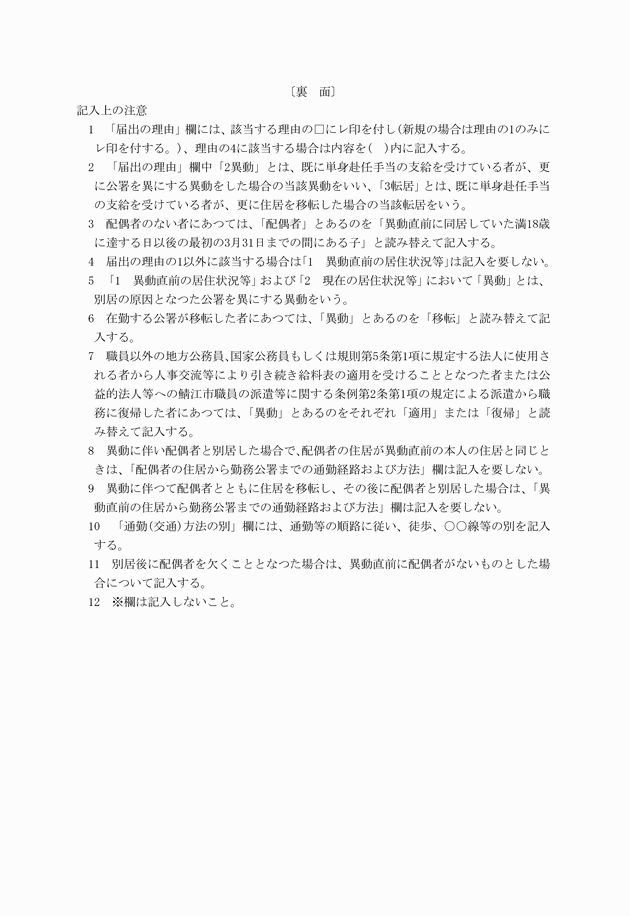 〔裏　面〕
記入上の注意
1　「届出の理由」欄には、該当する理由の□にレ印を付し(新規の場合は理由の1のみに
レ印を付する。)、理由の4に該当する場合は内容を(　)内に記入する。
2　「届出の理由」欄中「2異動」とは、既に単身赴任手当の支給を受けている者が、更
に公署を異にする異動をした場合の当該異動をいい、「3転居」とは、既に単身赴任手当
の支給を受けている者が、更に住居を移転した場合の当該転居をいう。
3　配偶者のない者にあつては、「配偶者」とあるのを「異動直前に同居していた満18歳
に達する日以後の最初の3月31日までの間にある子」と読み替えて記入する。
4　届出の理由の1以外に該当する場合は「1　異動直前の居住状況等」は記入を要しない。
5　「1　異動直前の居住状況等」および「2　現在の居住状況等」において「異動」とは、
別居の原因となつた公署を異にする異動をいう。
6　在勤する公署が移転した者にあつては、「異動」とあるのを「移転」と読み替えて記
入する。
7　職員以外の地方公務員、国家公務員もしくは規則第5条第1項に規定する法人に使用さ
れる者から人事交流等により引き続き給料表の適用を受けることとなつた者または公
益的法人等への鯖江市職員の派遣等に関する条例第2条第1項の規定による派遣から職
務に復帰した者にあつては、「異動」とあるのをそれぞれ「適用」または「復帰」と読
み替えて記入する。
8　異動に伴い配偶者と別居した場合で、配偶者の住居が異動直前の本人の住居と同じと
きは、「配偶者の住居から勤務公署までの通勤経路および方法」欄は記入を要しない。
9　異動に伴つて配偶者とともに住居を移転し、その後に配偶者と別居した場合は、「異
動直前の住居から勤務公署までの通勤経路および方法」欄は記入を要しない。
10　「通勤(交通)方法の別」欄には、通勤等の順路に従い、徒歩、○○線等の別を記入
する。
11　別居後に配偶者を欠くこととなつた場合は、異動直前に配偶者がないものとした場
合について記入する。
12　※欄は記入しないこと。